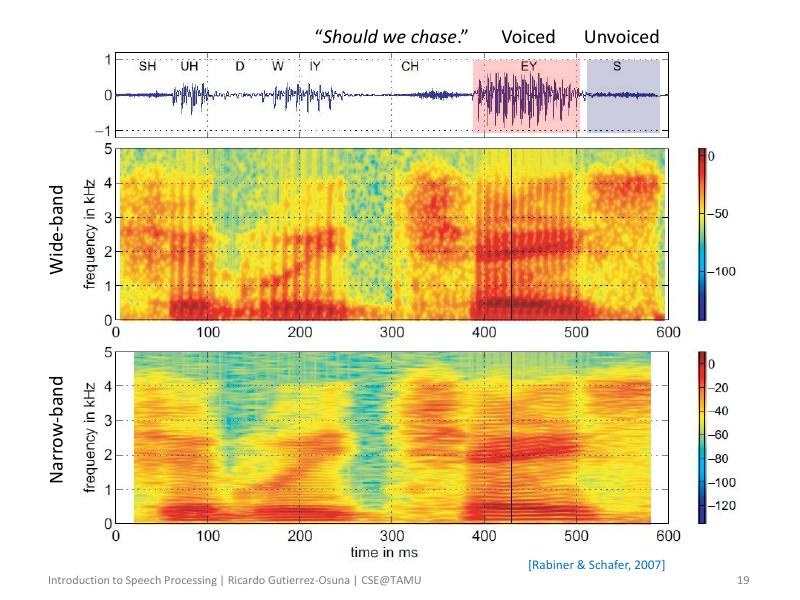 “Should we chase.” Voiced Unvoiced
1
SH UH D W IY CH EY S
0
−1
5
4
3
2
1
0
Wide-band
frequency in kHz
0
−50
−100
0 100 200 300 400 500 600
5
4
3
2
1
0
Narrow-band
frequency in kHz
0
−20
−40
−60
−80
−100
−120
0 100 200 300 400 500 600
time in ms
[Rabiner & Schafer, 2007]
Introduction to Speech Processing | Ricardo Gutierrez-Osuna | CSE@TAMU 19